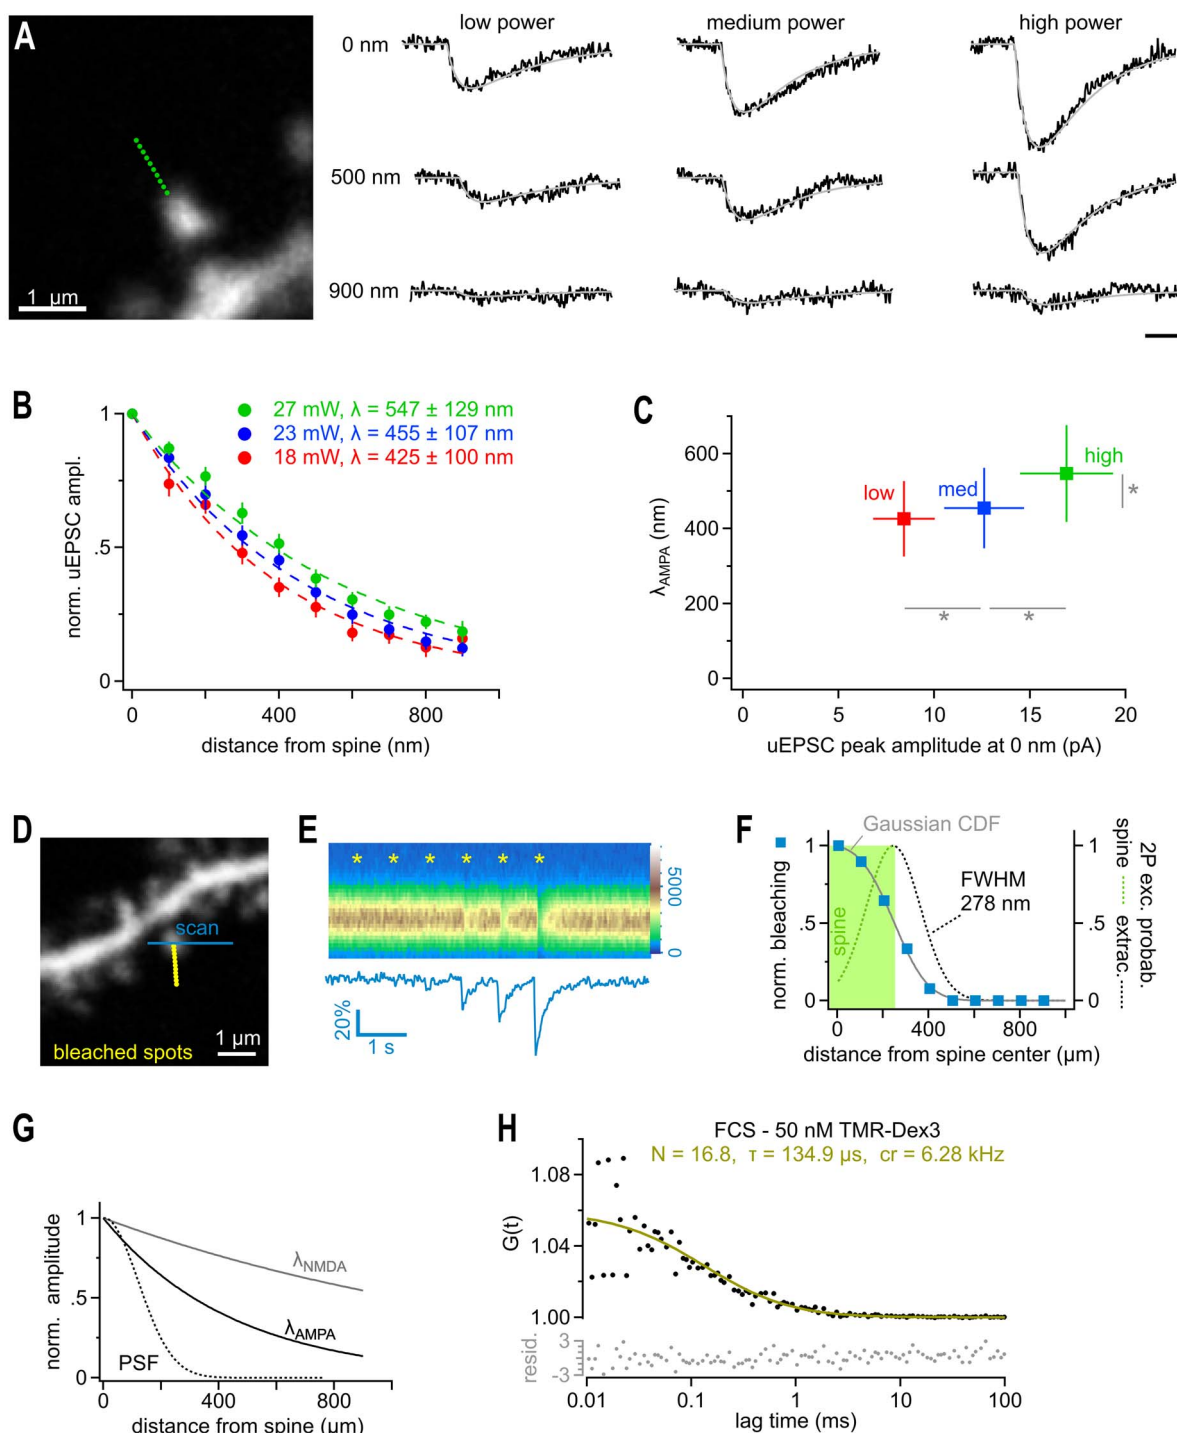 A
low power
medium power
high power
0 nm
500 nm
900 nm
1 µm
B
27 mW, λ = 547 ± 129 nm
23 mW, λ = 455 ± 107 nm
18 mW, λ = 425 ± 100 nm
norm. uEPSC ampl.
1
.5
0
0 400 800
distance from spine (nm)
C
λAMPA (nm)
600
400
200
0
low
med
high
*
* *
0 5 10 15 20
uEPSC peak amplitude at 0 nm (pA)
D
scan
bleached spots
1 µm
E
* * * * * *
5000
0
20%
1 s
F
Gaussian CDF
norm. bleaching
1
.5
0
spine
FWHM
278 nm
1
.5
0
spine extrac.
2P exc. probab.
0 400 800
distance from spine center (µm)
G
norm. amplitude
1
.5
0
λNMDA
λAMPA
PSF
0 400 800
distance from spine (µm)
H
FCS - 50 nM TMR-Dex3
N = 16.8, τ = 134.9 µs, cr = 6.28 kHz
G(t)
1.08
1.04
1.00
resid.
3
-3
0.01 0.1 1 10 100
lag time (ms)